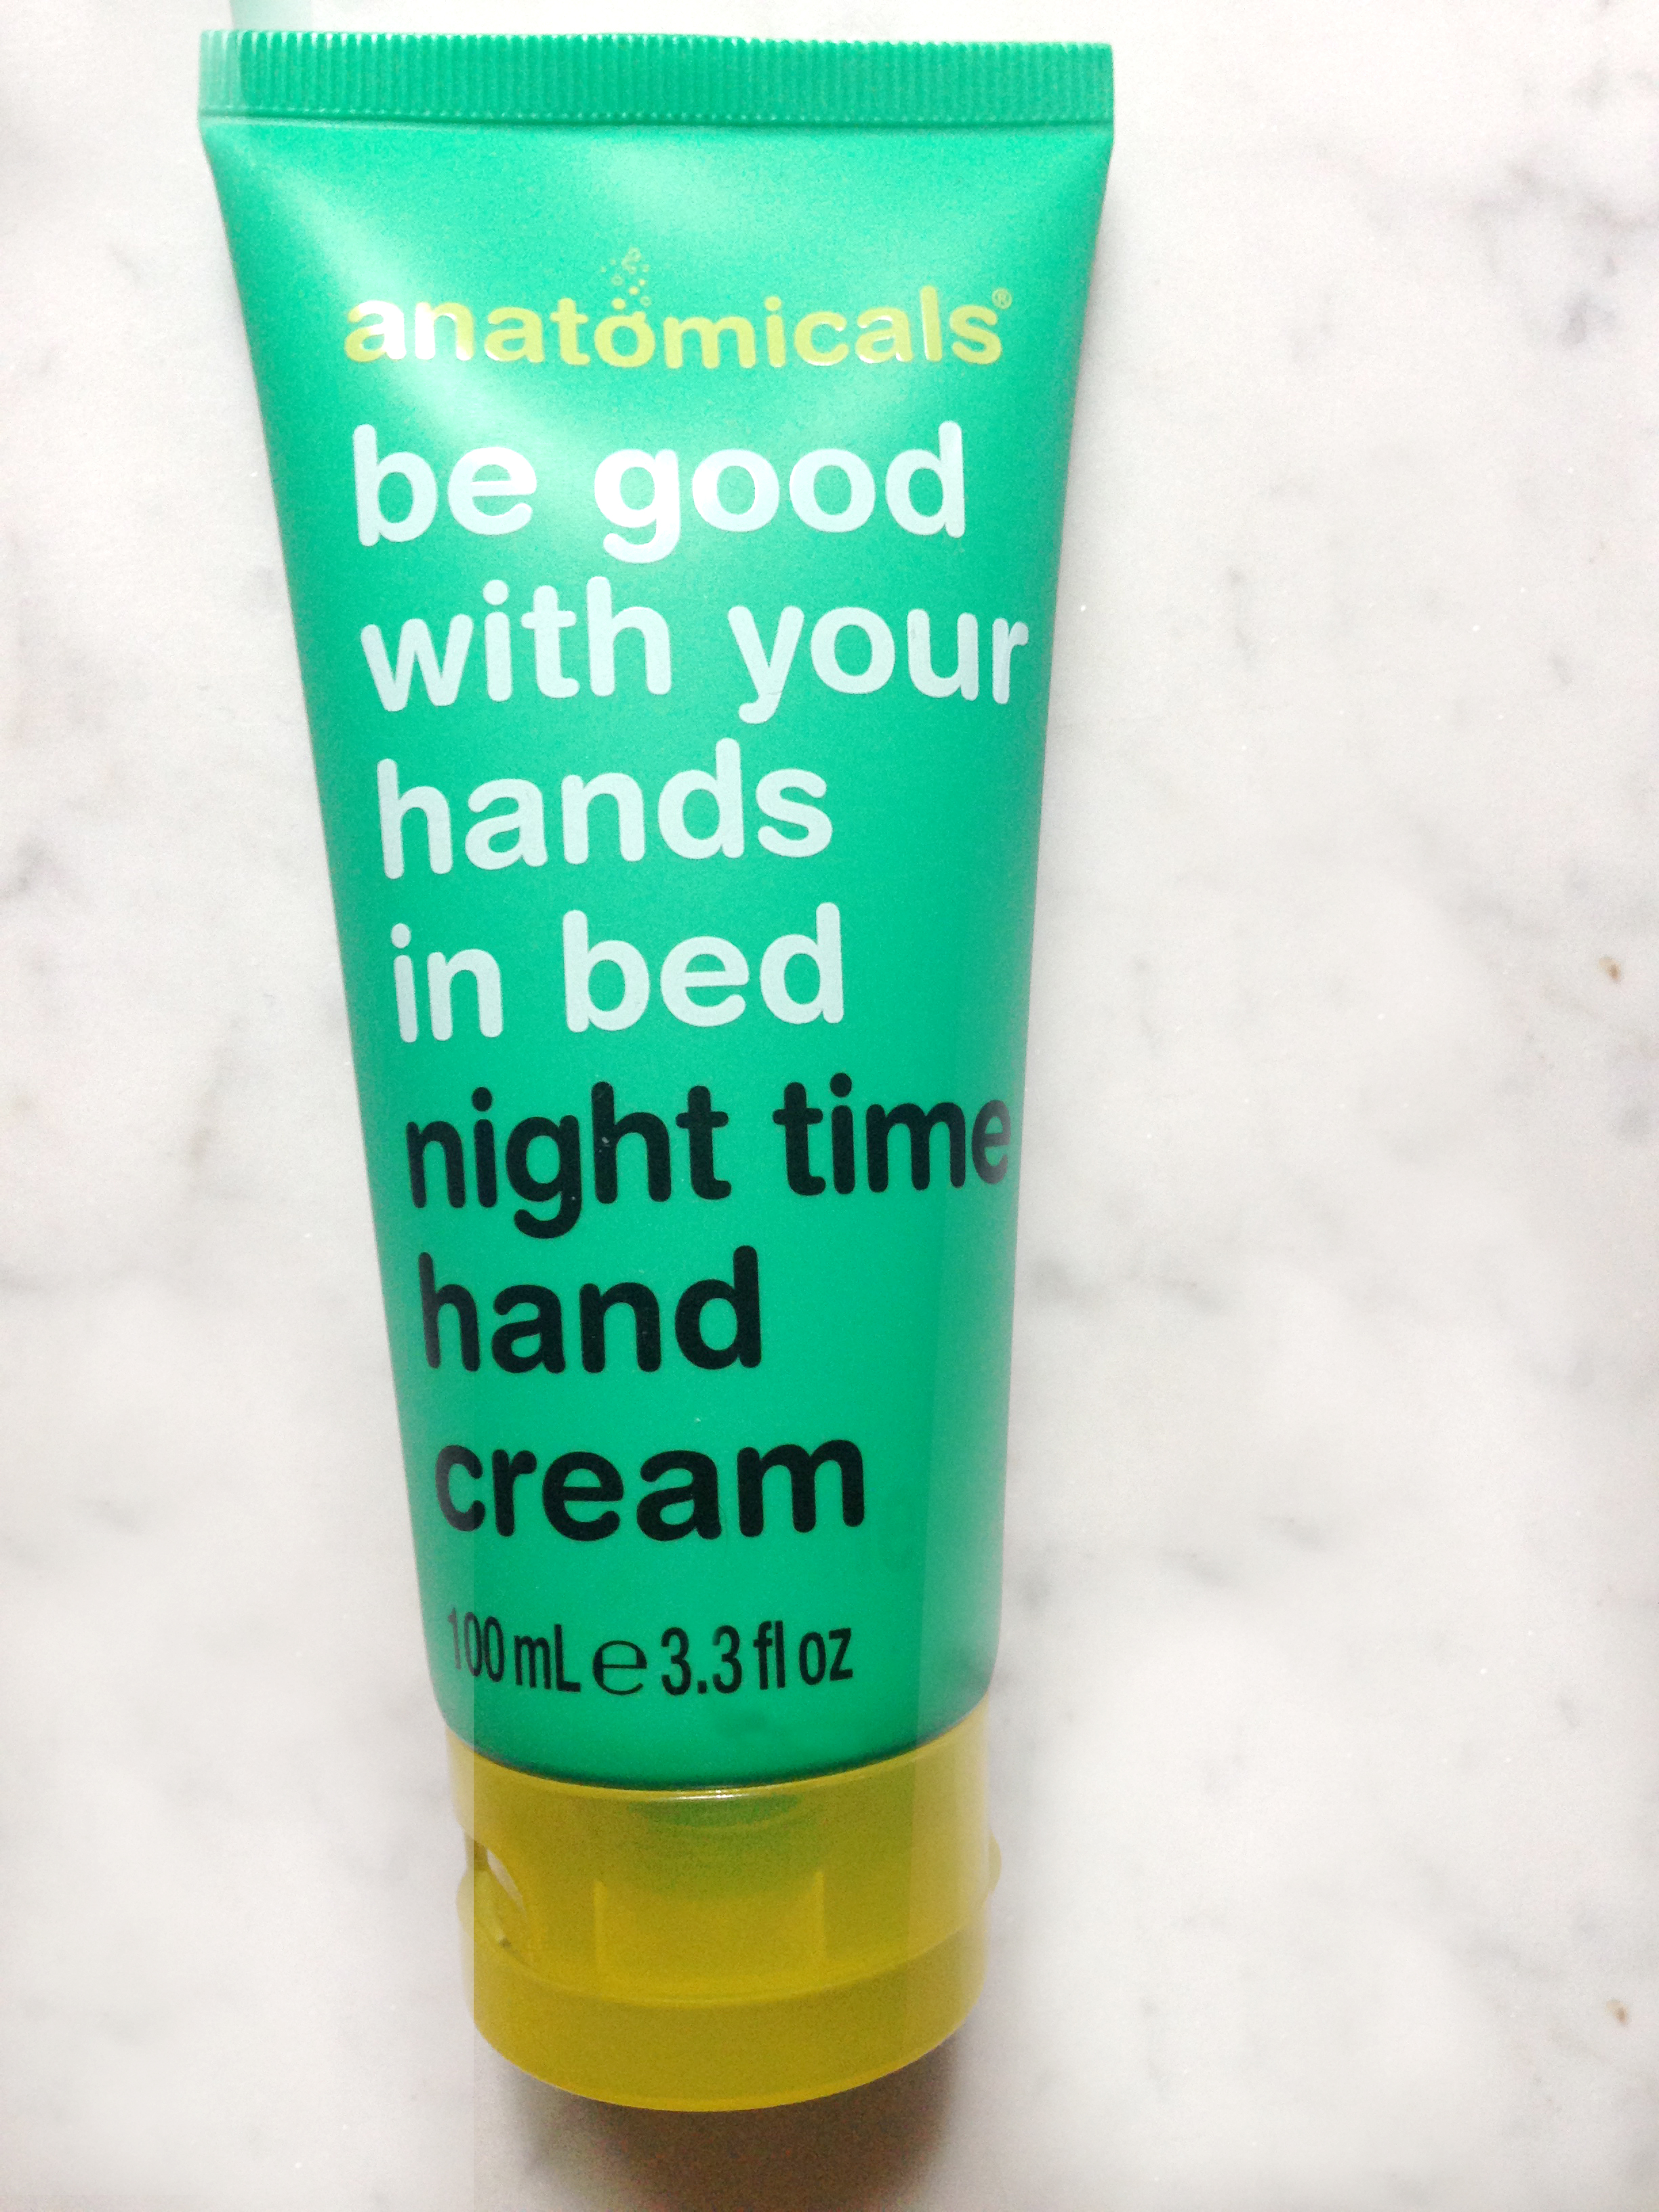 anatomicals®
be good
with your
hands
in bed
night time
hand
cream
100 mL e 3.3 fl oz